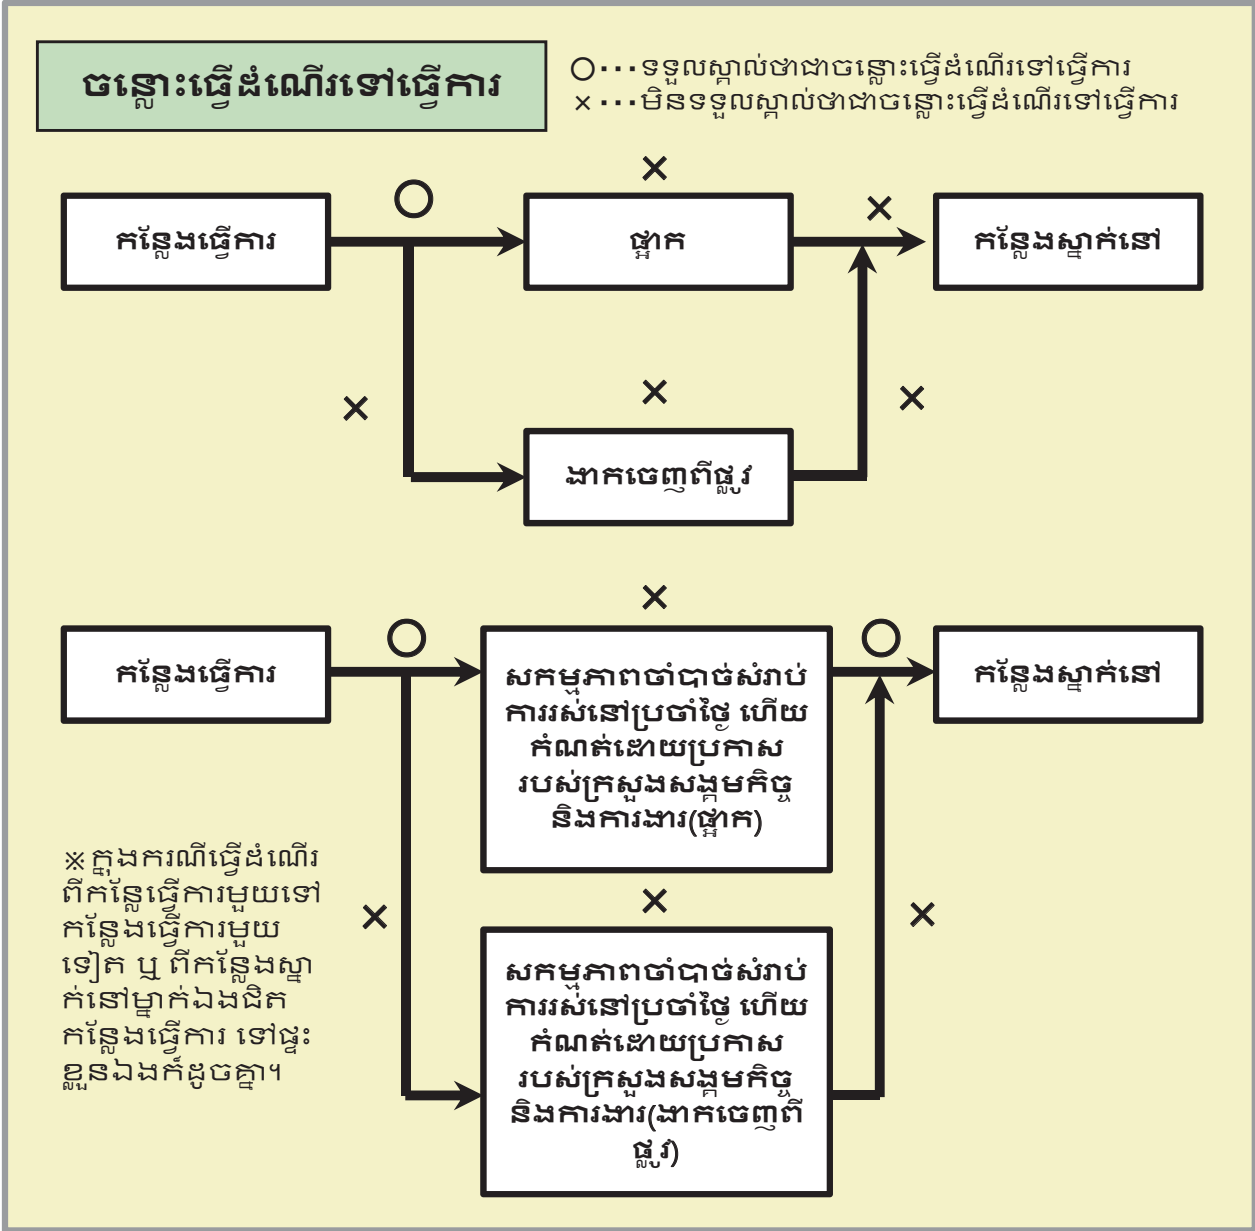 ចន្លោះធ្វើដំណើរទៅធ្វើការ
○･･･ទទួលស្គាល់ថាជាចន្លោះធ្វើដំណើរទៅធ្វើការ
×･･･មិនទទួលស្គាល់ថាជាចន្លោះធ្វើដំណើរទៅធ្វើការ
×
○
×
កន្លែងធ្វើការ
ផ្អាក
កន្លែងស្នាក់នៅ
×
×
×
ងាកចេញពីផ្លូវ
×
○
○
កន្លែងធ្វើការ
សកម្មភាពចាំបាច់សំរាប់
ការរស់នៅប្រចាំថ្ងៃ ហើយ
កំណត់ដោយប្រកាស
របស់ក្រសួងសង្គមកិច្ច
និងការងារ(ផ្អាក)
កន្លែងស្នាក់នៅ
※ក្នុងករណីធ្វើដំណើរ
ពីកន្លែធ្វើការមួយទៅ
កន្លែងធ្វើការមួយ
ទៀត ឬ ពីកន្លែងស្នា
ក់នៅម្នាក់ឯងជិត
កន្លែងធ្វើការ ទៅផ្ទះ
ខ្លួនឯងក៏ដូចគ្នា។
×
×
×
សកម្មភាពចាំបាច់សំរាប់
ការរស់នៅប្រចាំថ្ងៃ ហើយ
កំណត់ដោយប្រកាស
របស់ក្រសួងសង្គមកិច្ច
និងការងារ(ងាកចេញពី
ផ្លូវ)